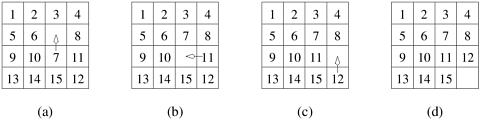 1 2 3 4
5 6 8
9 10 7 11
13 14 15 12
(a)
1 2 3 4
5 6 7 8
9 10 11
13 14 15 12
(b)
1 2 3 4
5 6 7 8
9 10 11
13 14 15 12
(c)
1 2 3 4
5 6 7 8
9 10 11 12
13 14 15
(d)